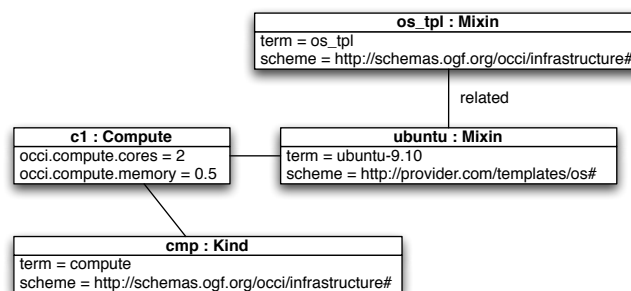 os_tpl : Mixin
term = os_tpl
scheme = http://schemas.ogf.org/occi/infrastructure#
related
c1 : Compute
occi.compute.cores = 2
occi.compute.memory = 0.5
ubuntu : Mixin
term = ubuntu-9.10
scheme = http://provider.com/templates/os#
cmp : Kind
term = compute
scheme = http://schemas.ogf.org/occi/infrastructure#